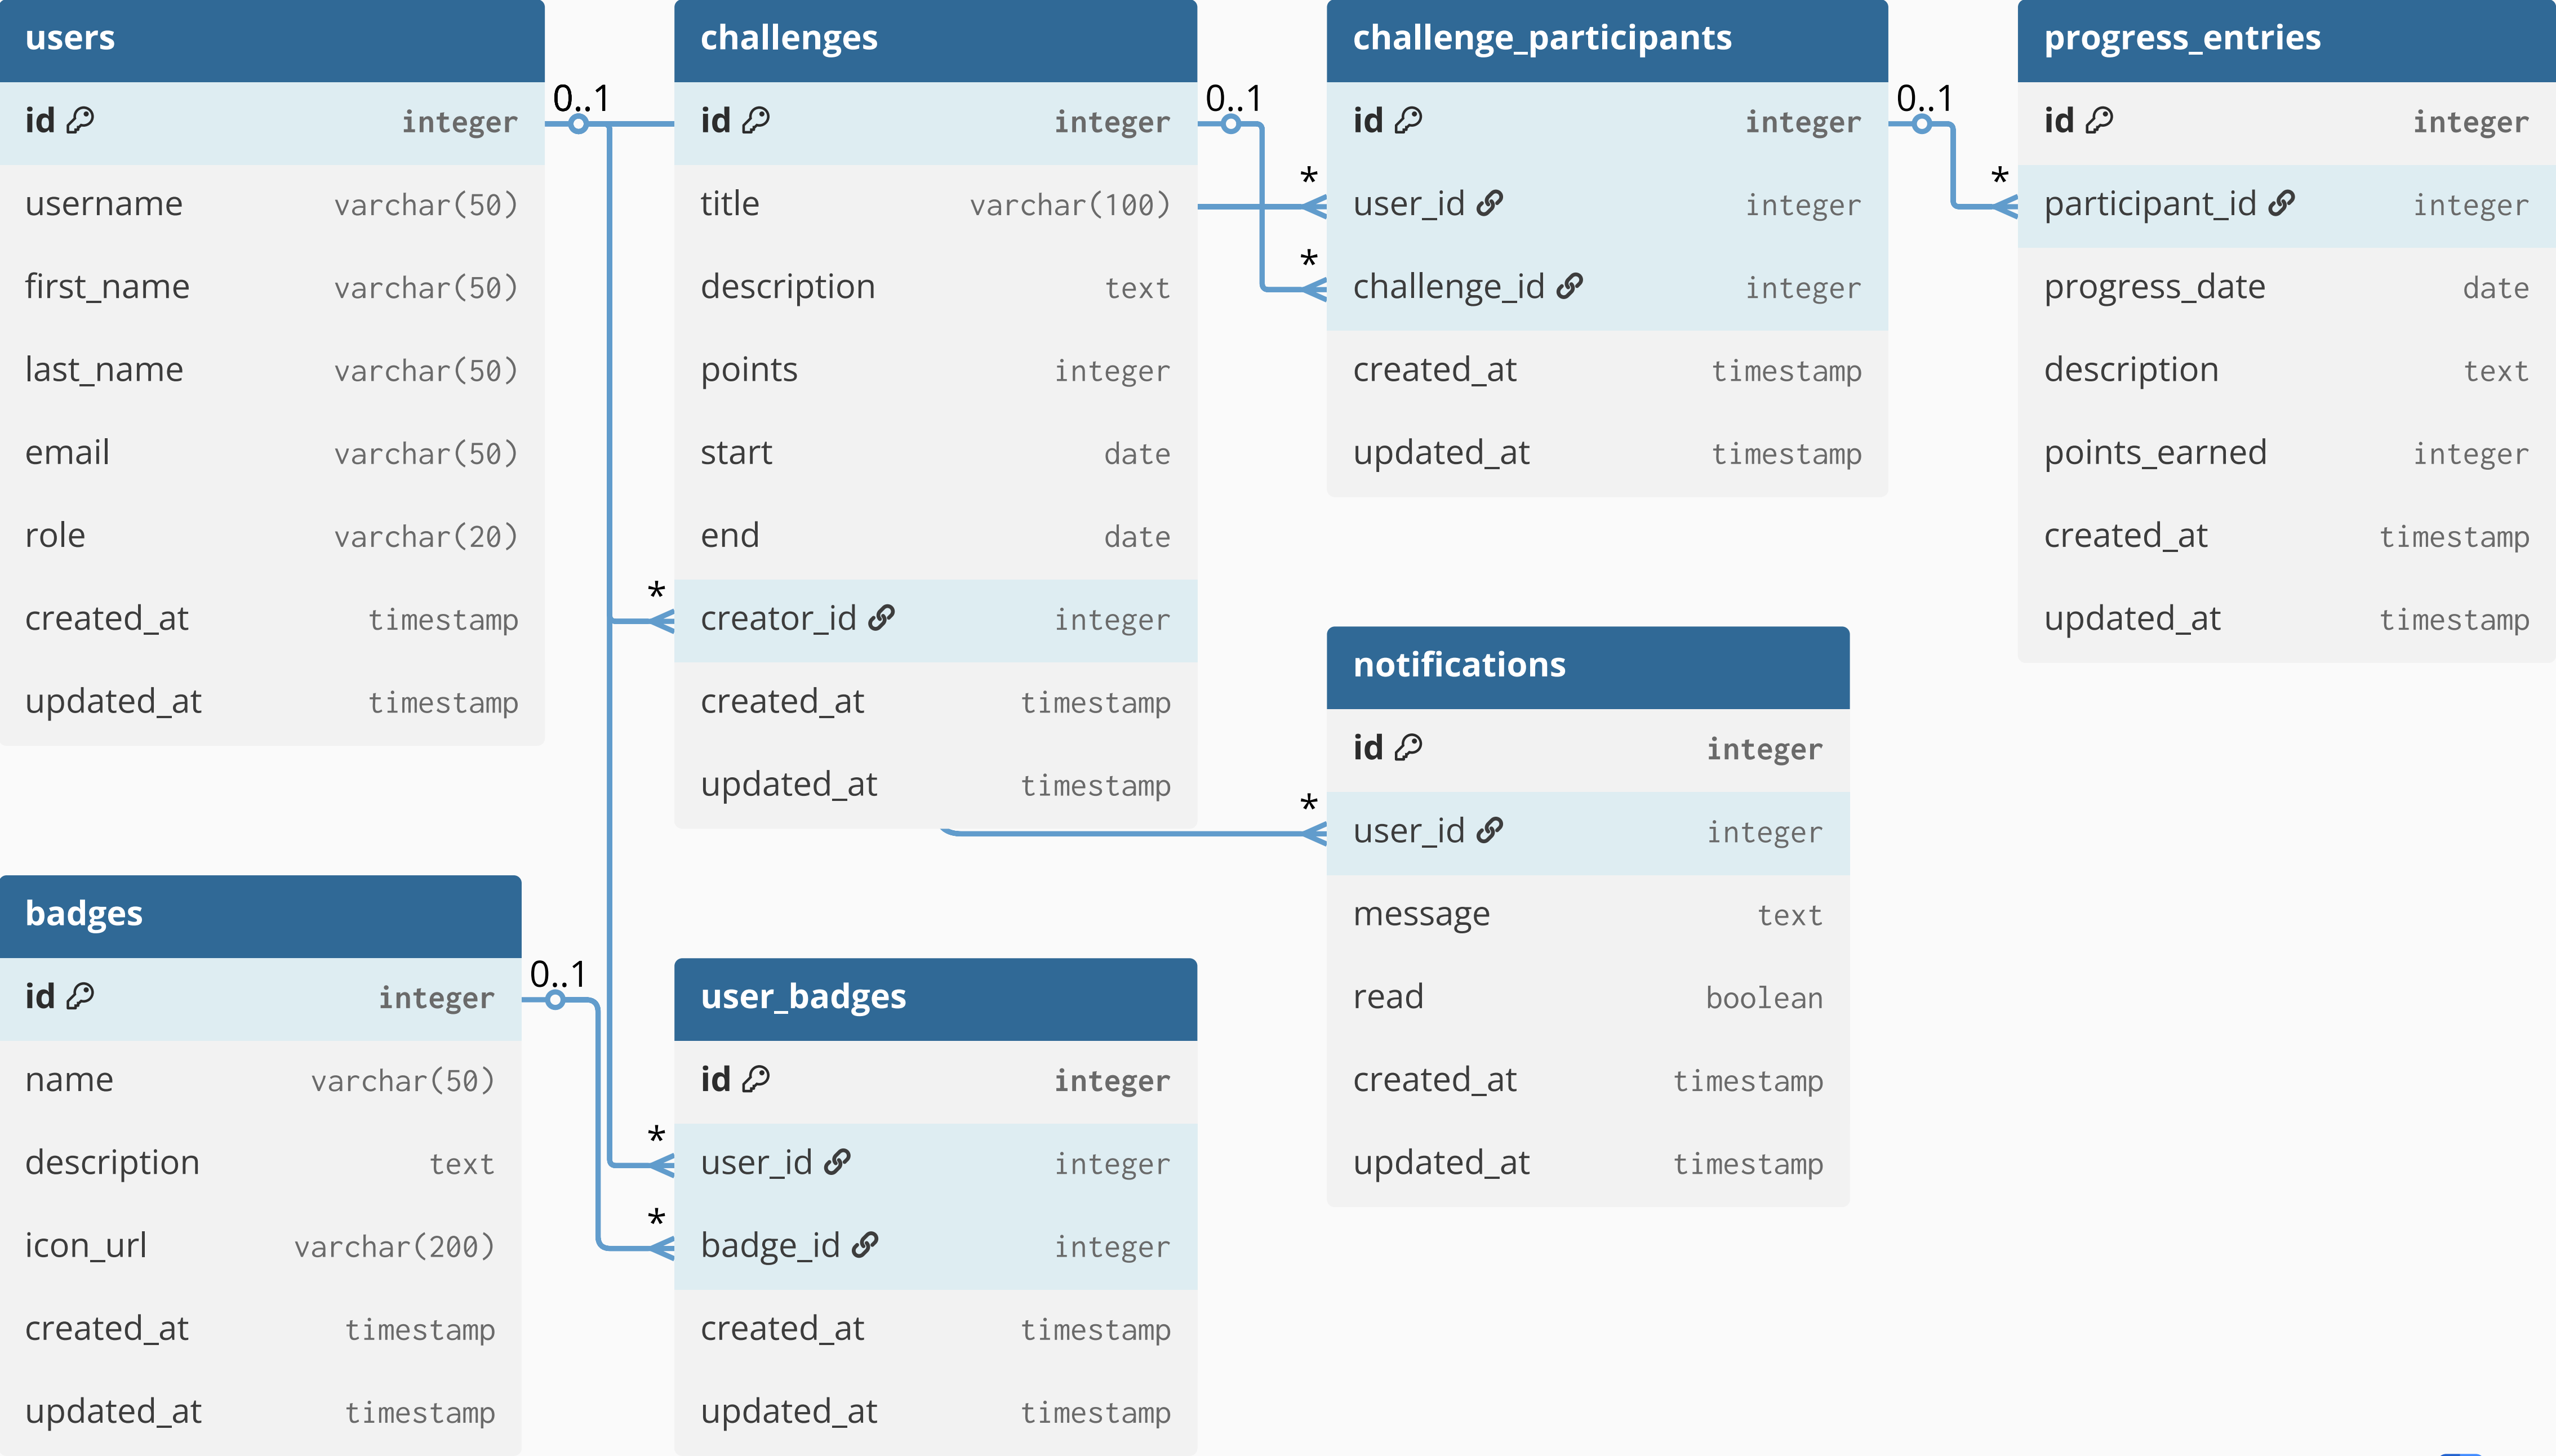 users
id integer
username varchar(50)
first_name varchar(50)
last_name varchar(50)
email varchar(50)
role varchar(20)
created_at timestamp
updated_at timestamp
0..1
challenges
id integer
title varchar(100)
description text
points integer
start date
end date
* creator_id integer
created_at timestamp
updated_at timestamp
0..1
challenge_participants
id integer
* user_id integer
* challenge_id integer
created_at timestamp
updated_at timestamp
0..1
progress_entries
id integer
* participant_id integer
progress_date date
description text
points_earned integer
created_at timestamp
updated_at timestamp
notifications
id integer
* user_id integer
message text
read boolean
created_at timestamp
updated_at timestamp
badges
id integer
name varchar(50)
description text
icon_url varchar(200)
created_at timestamp
updated_at timestamp
0..1
user_badges
id integer
* user_id integer
* badge_id integer
created_at timestamp
updated_at timestamp